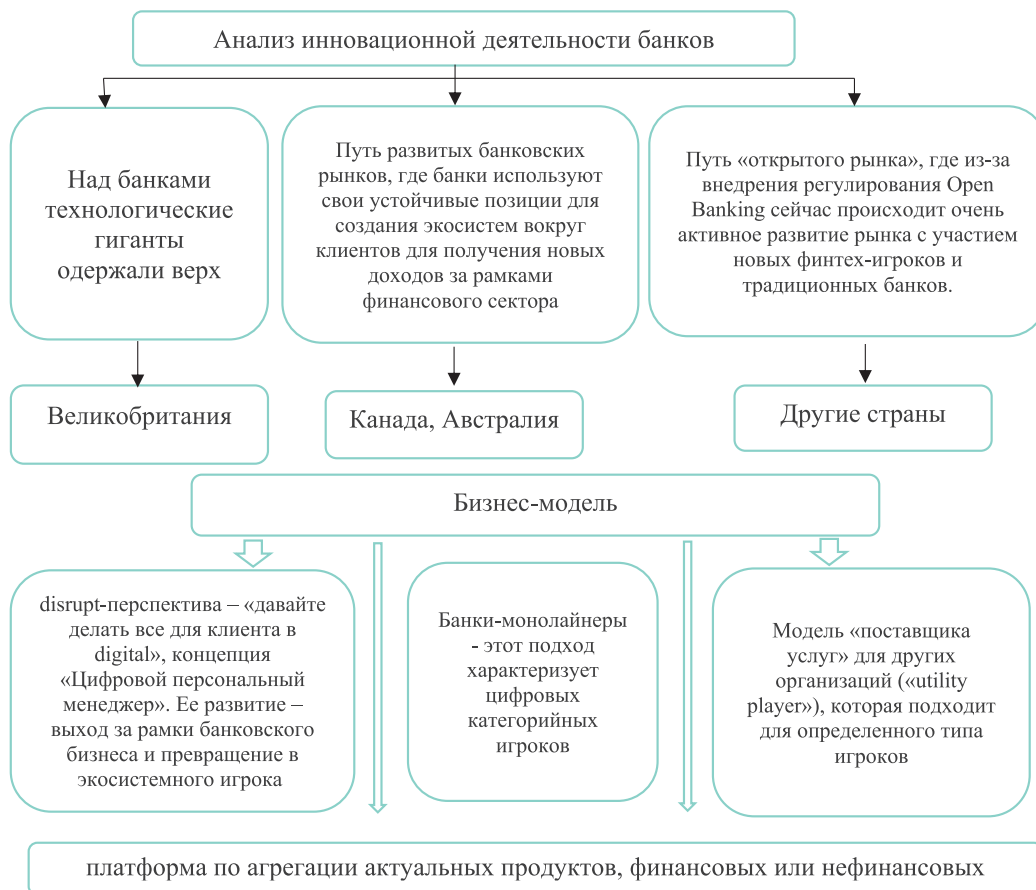 Анализ инновационной деятельности банков
Над банками
технологические
гиганты
одержали верх
Путь развитых банковских
рынков, где банки используют
свои устойчивые позиции для
создания экосистем вокруг
клиентов для получения новых
доходов за рамками
финансового сектора
Путь «открытого рынка», где из-за
внедрения регулирования Open
Banking сейчас происходит очень
активное развитие рынка с участием
новых финтех-игроков и
традиционных банков.
Великобритания
Канада, Австралия
Другие страны
Бизнес-модель
disrupt-перспектива – «давайте
делать все для клиента в
digital», концепция
«Цифровой персональный
менеджер». Ее развитие –
выход за рамки банковского
бизнеса и превращение в
экосистемного игрока
Банки-монолайнеры
- этот подход
характеризует
цифровых
категорийных
игроков
Модель «поставщика
услуг» для других
организаций («utility
player»), которая подходит
для определенного типа
игроков
платформа по агрегации актуальных продуктов, финансовых или нефинансовых